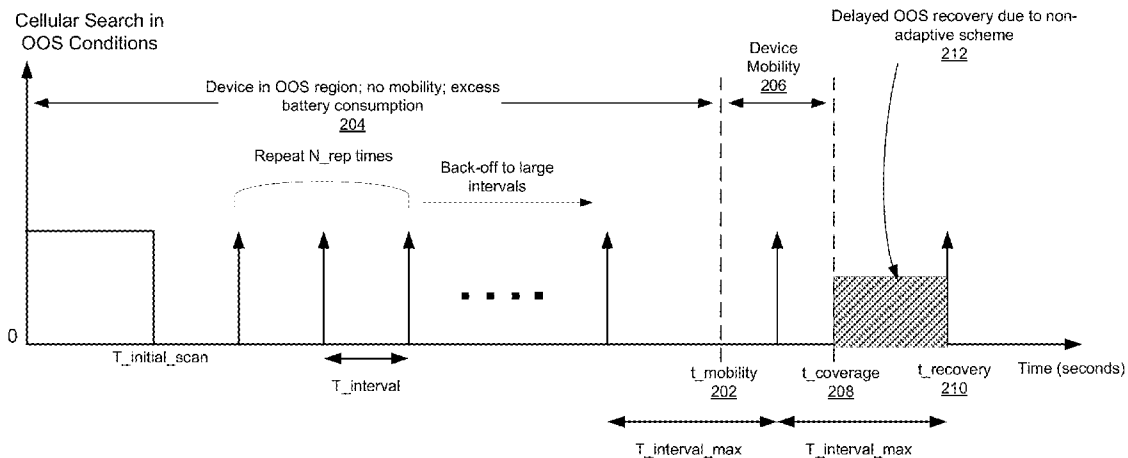 Cellular Search in
OOS Conditions
Delayed OOS recovery due to non-
adaptive scheme
212
Device
Mobility
206
Device in OOS region; no mobility; excess
battery consumption
204
Repeat N_rep times
Back-off to large
intervals
0
T_initial_scan
T_interval
t_mobility
202
t_coverage
208
t_recovery
210
Time (seconds)
T_interval_max
T_interval_max